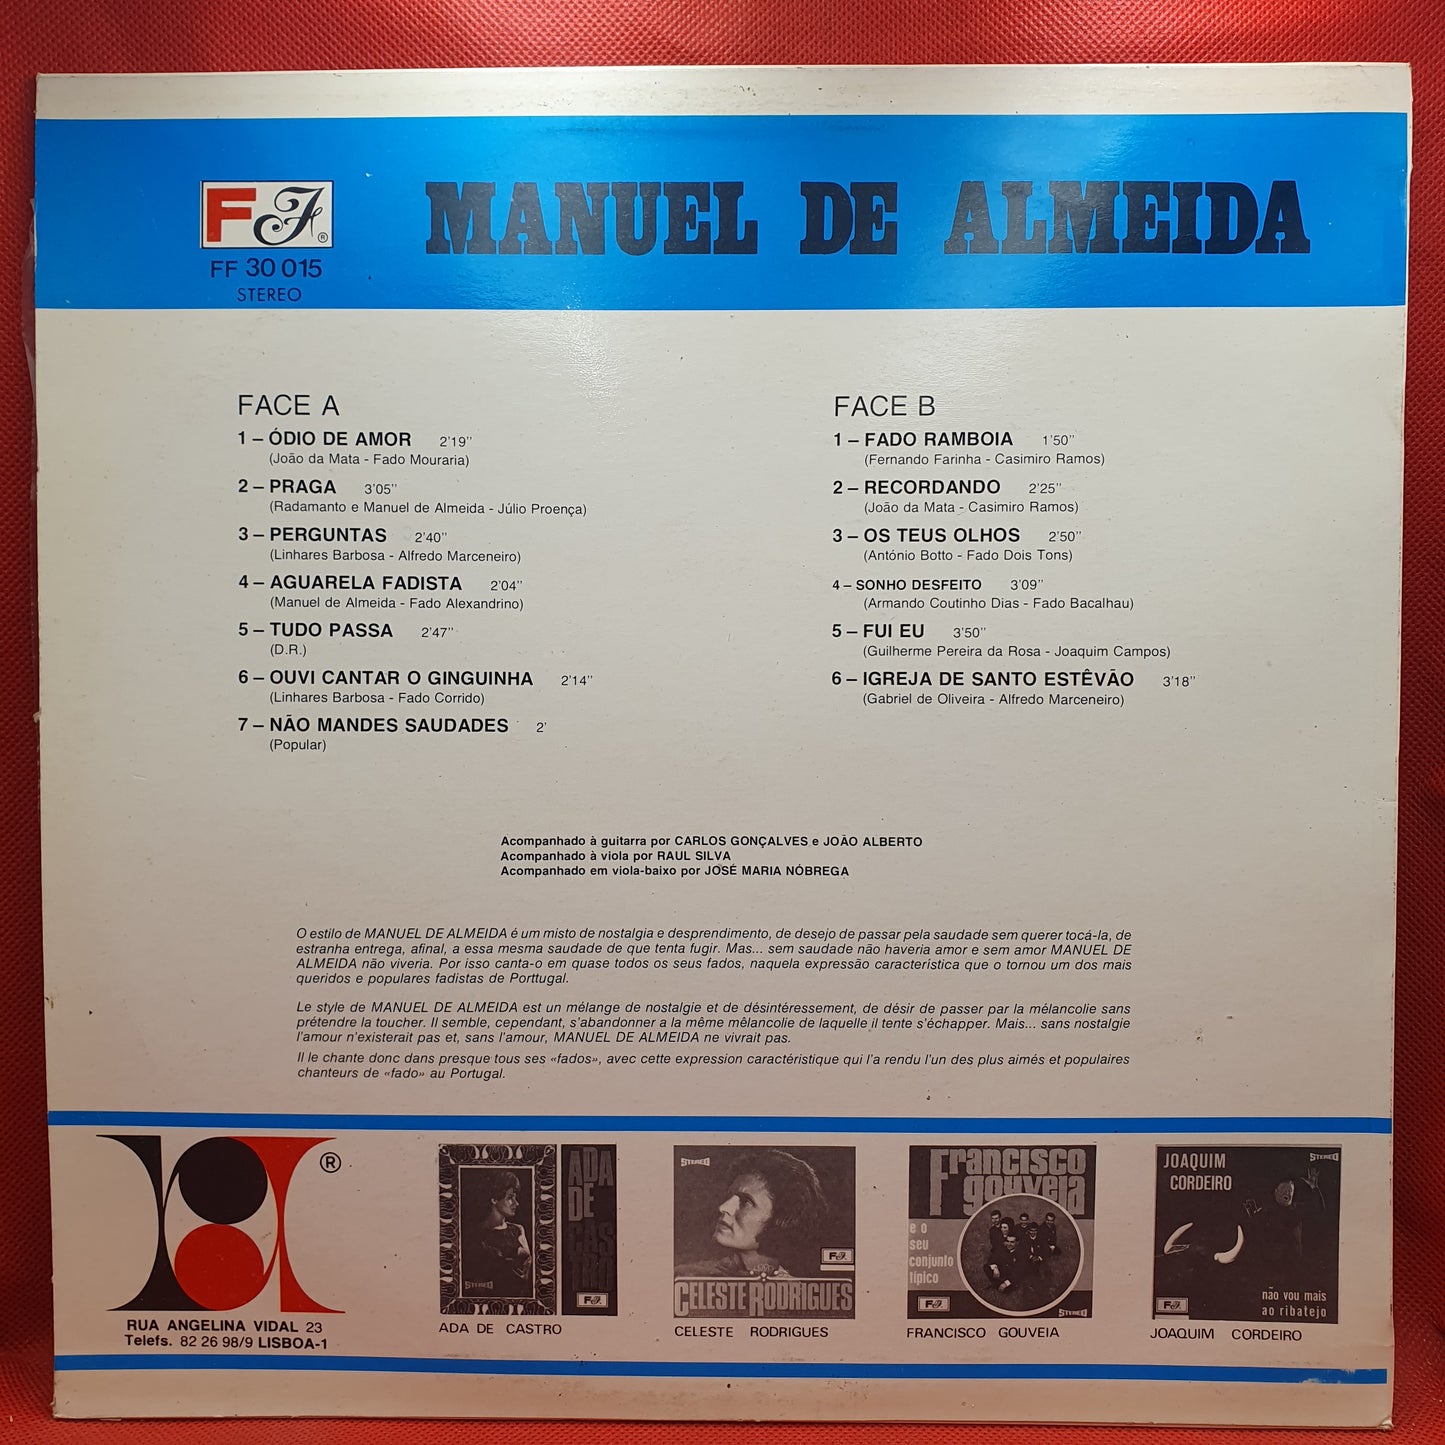 FF ®
FF 30 015
STEREO
MANUEL DE ALMEIDA
FACE A
1 – ÓDIO DE AMOR 2'19''
(João da Mata - Fado Mouraria)
2 – PRAGA 3'05''
(Radamanto e Manuel de Almeida - Júlio Proença)
3 – PERGUNTAS 2'40''
(Linhares Barbosa - Alfredo Marceneiro)
4 – AGUARELA FADISTA 2'04''
(Manuel de Almeida - Fado Alexandrino)
5 – TUDO PASSA 2'47''
(D.R.)
6 – OUVI CANTAR O GINGUINHA 2'14''
(Linhares Barbosa - Fado Corrido)
7 – NÃO MANDES SAUDADES 2'
(Popular)
FACE B
1 – FADO RAMBOIA 1'50''
(Fernando Farinha - Casimiro Ramos)
2 – RECORDANDO 2'25''
(João da Mata - Casimiro Ramos)
3 – OS TEUS OLHOS 2'50''
(António Botto - Fado Dois Tons)
4 – SONHO DESFEITO 3'09''
(Armando Coutinho Dias - Fado Bacalhau)
5 – FUI EU 3'50''
(Guilherme Pereira da Rosa - Joaquim Campos)
6 – IGREJA DE SANTO ESTÊVÃO 3'18''
(Gabriel de Oliveira - Alfredo Marceneiro)
Acompanhado à guitarra por CARLOS GONÇALVES e JOÃO ALBERTO
Acompanhado à viola por RAUL SILVA
Acompanhado em viola-baixo por JOSÉ MARIA NÓBREGA
O estilo de MANUEL DE ALMEIDA é um misto de nostalgia e desprendimento, de desejo de passar pela saudade sem querer tocá-la, de
estranha entrega, afinal, a essa mesma saudade de que tenta fugir. Mas... sem saudade não haveria amor e sem amor MANUEL DE
ALMEIDA não viveria. Por isso canta-o em quase todos os seus fados, naquela expressão característica que o tornou um dos mais
queridos e populares fadistas de Porttugal.
Le style de MANUEL DE ALMEIDA est un mélange de nostalgie et de désintéressement, de désir de passer par la mélancolie sans
prétendre la toucher. Il semble, cependant, s'abandonner a la même mêlancolie de laquelle il tente s'échapper. Mais... sans nostalgie
l'amour n'existerait pas et, sans l'amour, MANUEL DE ALMEIDA ne vivrait pas.
Il le chante donc dans presque tous ses «fados», avec cette expression caractéristique qui l'a rendu l'un des plus aimés et populaires
chanteurs de «fado» au Portugal.
®
RUA ANGELINA VIDAL 23
Telefs. 82 26 98/9 LISBOA-1
ADA
DE
CAS
TRO
STEREO
FF
ADA DE CASTRO
STEREO
FF
CELESTE RODRIGUES
CELESTE RODRIGUES
Francisco
gouveia
e o
seu
conjunto
típico
FF
STEREO
FRANCISCO GOUVEIA
JOAQUIM
CORDEIRO
STEREO
não vou mais
ao ribatejo
FF
JOAQUIM CORDEIRO